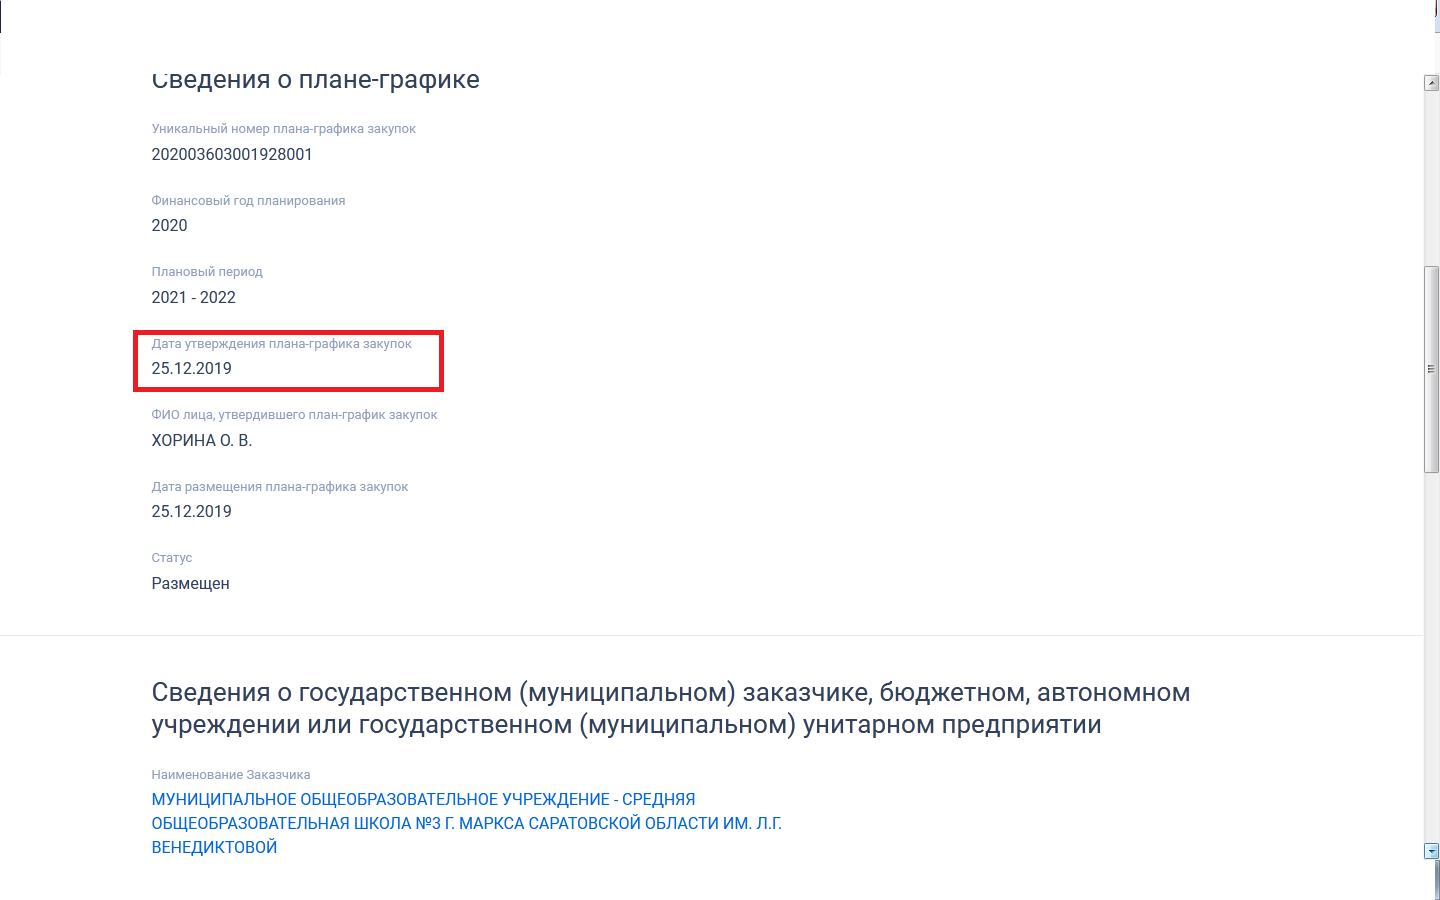 Сведения о плане-графике
Уникальный номер плана-графика закупок
202003603001928001
Финансовый год планирования
2020
Плановый период
2021 - 2022
Дата утверждения плана-графика закупок
25.12.2019
ФИО лица, утвердившего план-график закупок
ХОРИНА О. В.
Дата размещения плана-графика закупок
25.12.2019
Статус
Размещен
Сведения о государственном (муниципальном) заказчике, бюджетном, автономном
учреждении или государственном (муниципальном) унитарном предприятии
Наименование Заказчика
МУНИЦИПАЛЬНОЕ ОБЩЕОБРАЗОВАТЕЛЬНОЕ УЧРЕЖДЕНИЕ - СРЕДНЯЯ
ОБЩЕОБРАЗОВАТЕЛЬНАЯ ШКОЛА №3 Г. МАРКСА САРАТОВСКОЙ ОБЛАСТИ ИМ. Л.Г.
ВЕНЕДИКТОВОЙ